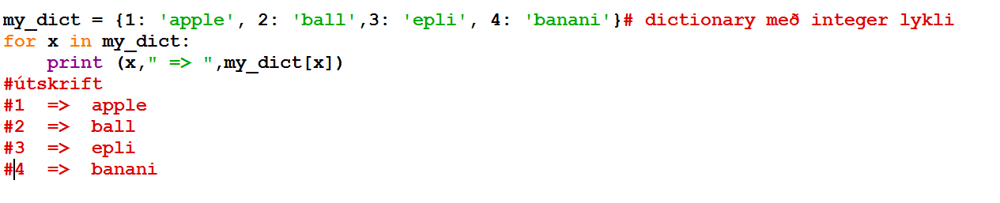 my_dict = {1: 'apple', 2: 'ball',3: 'epli', 4: 'banani'}# dictionary með integer lykli
for x in my_dict:
    print (x," => ",my_dict[x])
#útskrift
#1  =>  apple
#2  =>  ball
#3  =>  epli
#4  =>  banani